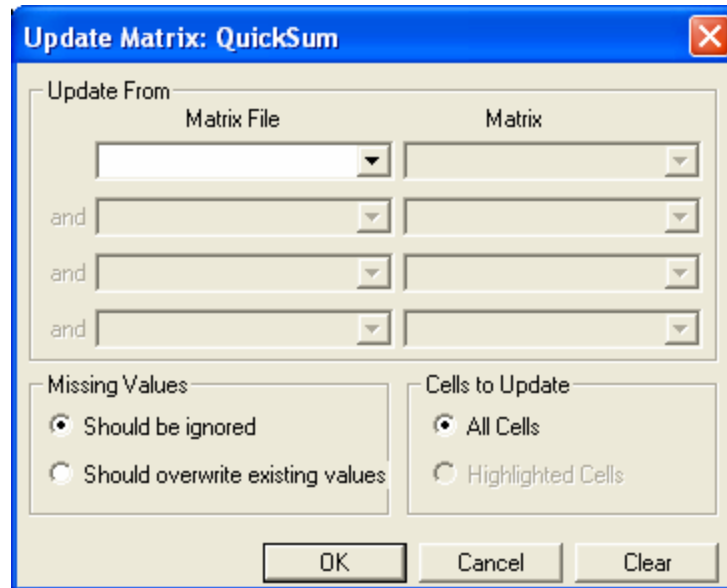 Update Matrix: QuickSum
Update From
Matrix File Matrix
and
and
and
Missing Values
Should be ignored
Should overwrite existing values
Cells to Update
All Cells
Highlighted Cells
OK Cancel Clear